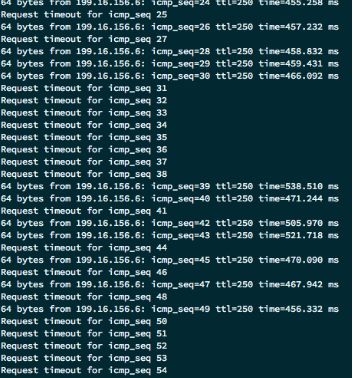 64 bytes from 199.16.156.6: icmp_seq=24 ttl=250 time=455.258 ms
Request timeout for icmp_seq 25
64 bytes from 199.16.156.6: icmp_seq=26 ttl=250 time=457.232 ms
Request timeout for icmp_seq 27
64 bytes from 199.16.156.6: icmp_seq=28 ttl=250 time=458.832 ms
64 bytes from 199.16.156.6: icmp_seq=29 ttl=250 time=459.431 ms
64 bytes from 199.16.156.6: icmp_seq=30 ttl=250 time=466.092 ms
Request timeout for icmp_seq 31
Request timeout for icmp_seq 32
Request timeout for icmp_seq 33
Request timeout for icmp_seq 34
Request timeout for icmp_seq 35
Request timeout for icmp_seq 36
Request timeout for icmp_seq 37
Request timeout for icmp_seq 38
64 bytes from 199.16.156.6: icmp_seq=39 ttl=250 time=538.510 ms
64 bytes from 199.16.156.6: icmp_seq=40 ttl=250 time=471.244 ms
Request timeout for icmp_seq 41
64 bytes from 199.16.156.6: icmp_seq=42 ttl=250 time=505.970 ms
64 bytes from 199.16.156.6: icmp_seq=43 ttl=250 time=521.718 ms
Request timeout for icmp_seq 44
64 bytes from 199.16.156.6: icmp_seq=45 ttl=250 time=470.090 ms
Request timeout for icmp_seq 46
64 bytes from 199.16.156.6: icmp_seq=47 ttl=250 time=467.942 ms
Request timeout for icmp_seq 48
64 bytes from 199.16.156.6: icmp_seq=49 ttl=250 time=456.332 ms
Request timeout for icmp_seq 50
Request timeout for icmp_seq 51
Request timeout for icmp_seq 52
Request timeout for icmp_seq 53
Request timeout for icmp_seq 54